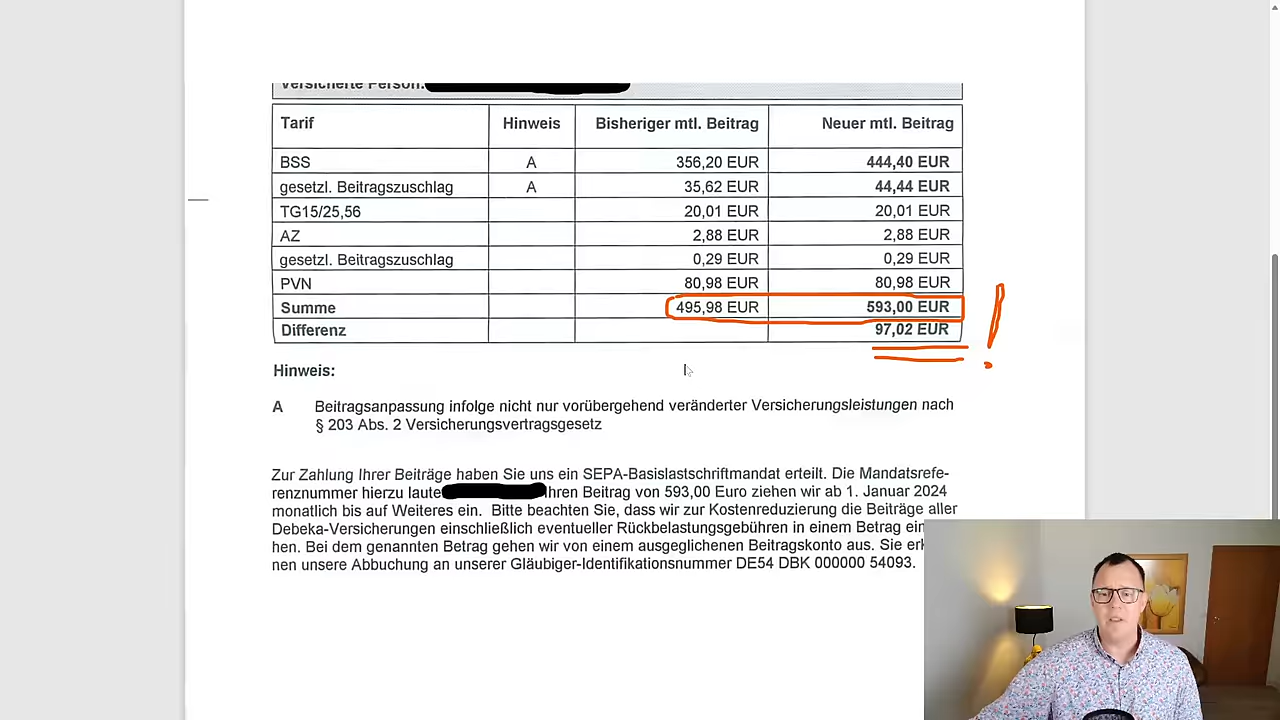 Versicherte Person:
Tarif Hinweis Bisheriger mtl. Beitrag Neuer mtl. Beitrag
BSS A 356,20 EUR 444,40 EUR
gesetzl. Beitragszuschlag A 35,62 EUR 44,44 EUR
TG15/25,56 20,01 EUR 20,01 EUR
AZ 2,88 EUR 2,88 EUR
gesetzl. Beitragszuschlag 0,29 EUR 0,29 EUR
PVN 80,98 EUR 80,98 EUR
Summe 495,98 EUR 593,00 EUR
Differenz 97,02 EUR
!
Hinweis:
A Beitragsanpassung infolge nicht nur vorübergehend veränderter Versicherungsleistungen nach
§ 203 Abs. 2 Versicherungsvertragsgesetz
Zur Zahlung Ihrer Beiträge haben Sie uns ein SEPA-Basislastschriftmandat erteilt. Die Mandatsrefe-
renznummer hierzu laute Ihren Beitrag von 593,00 Euro ziehen wir ab 1. Januar 2024
monatlich bis auf Weiteres ein. Bitte beachten Sie, dass wir zur Kostenreduzierung die Beiträge aller
Debeka-Versicherungen einschließlich eventueller Rückbelastungsgebühren in einem Betrag ein
hen. Bei dem genannten Betrag gehen wir von einem ausgeglichenen Beitragskonto aus. Sie erk
nen unsere Abbuchung an unserer Gläubiger-Identifikationsnummer DE54 DBK 000000 54093.